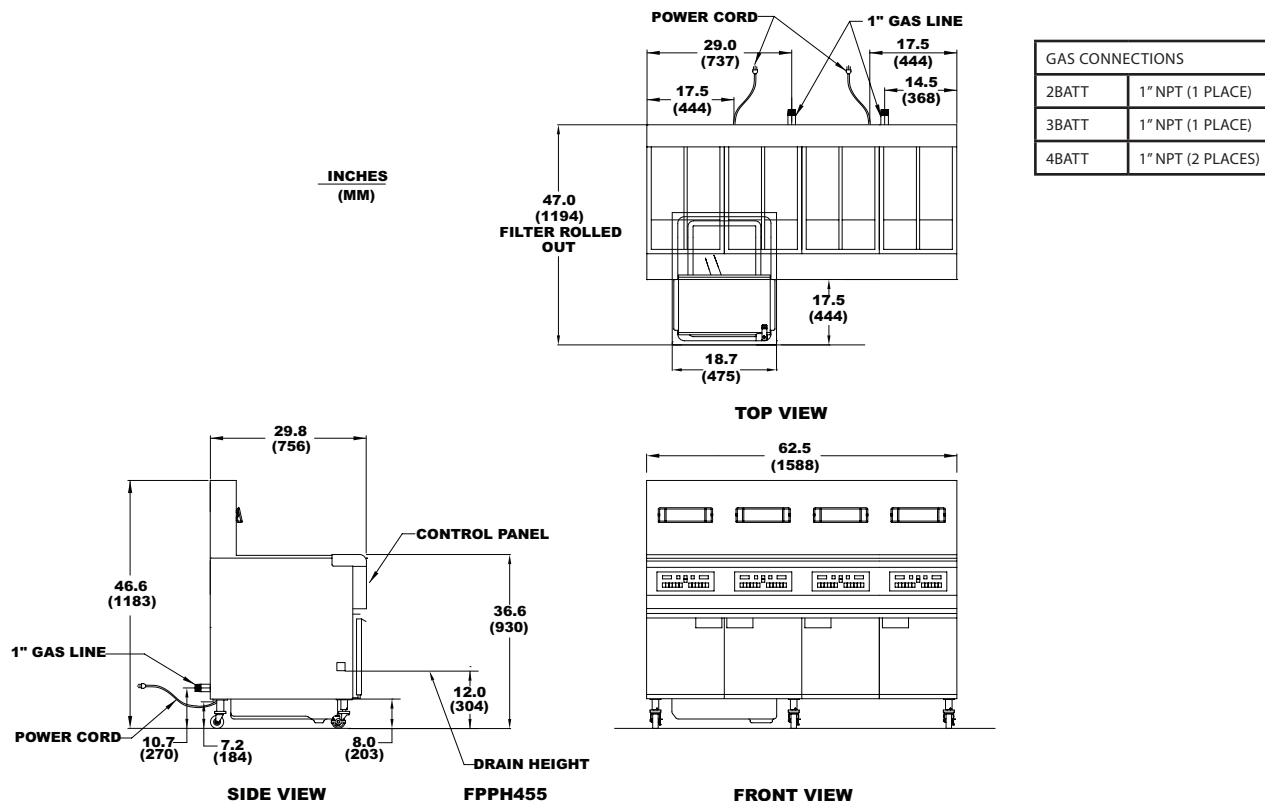 POWER CORD
1" GAS LINE
29.0
(737)
17.5
(444)
17.5
(444)
14.5
(368)
GAS CONNECTIONS
2BATT 1” NPT (1 PLACE)
3BATT 1” NPT (1 PLACE)
4BATT 1” NPT (2 PLACES)
INCHES
(MM)
47.0
(1194)
FILTER ROLLED
OUT
17.5
(444)
18.7
(475)
TOP VIEW
29.8
(756)
CONTROL PANEL
46.6
(1183)
36.6
(930)
1" GAS LINE
12.0
(304)
POWER CORD
10.7
(270)
7.2
(184)
8.0
(203)
DRAIN HEIGHT
SIDE VIEW
FPPH455
62.5
(1588)
FRONT VIEW